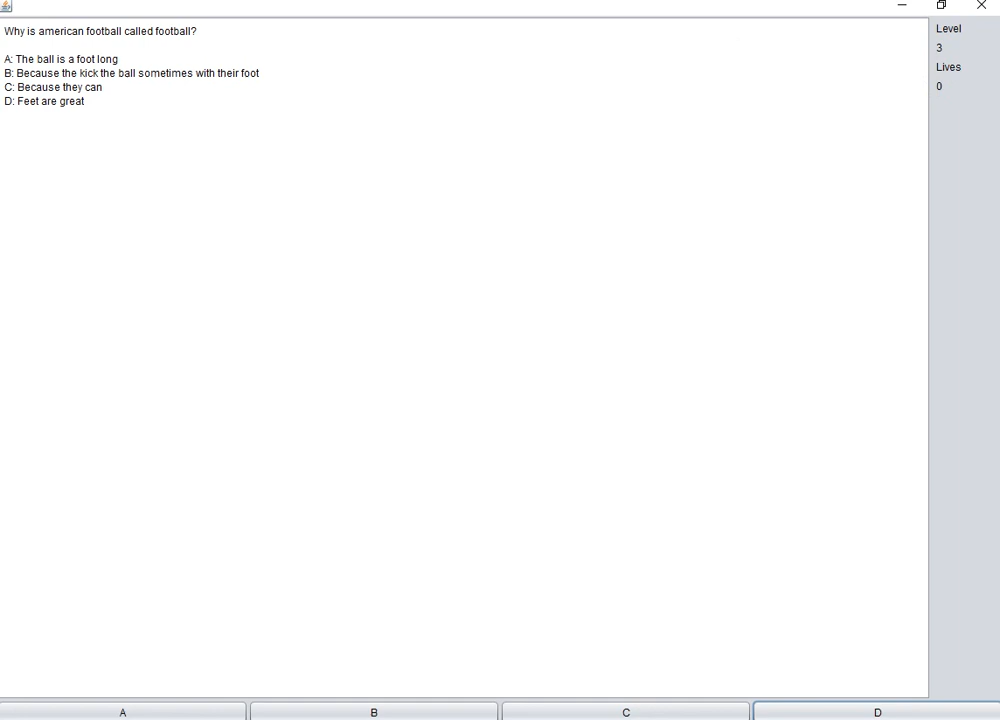 Why is american football called football?
A: The ball is a foot long
B: Because the kick the ball sometimes with their foot
C: Because they can
D: Feet are great
Level
3
Lives
0
A
B
C
D